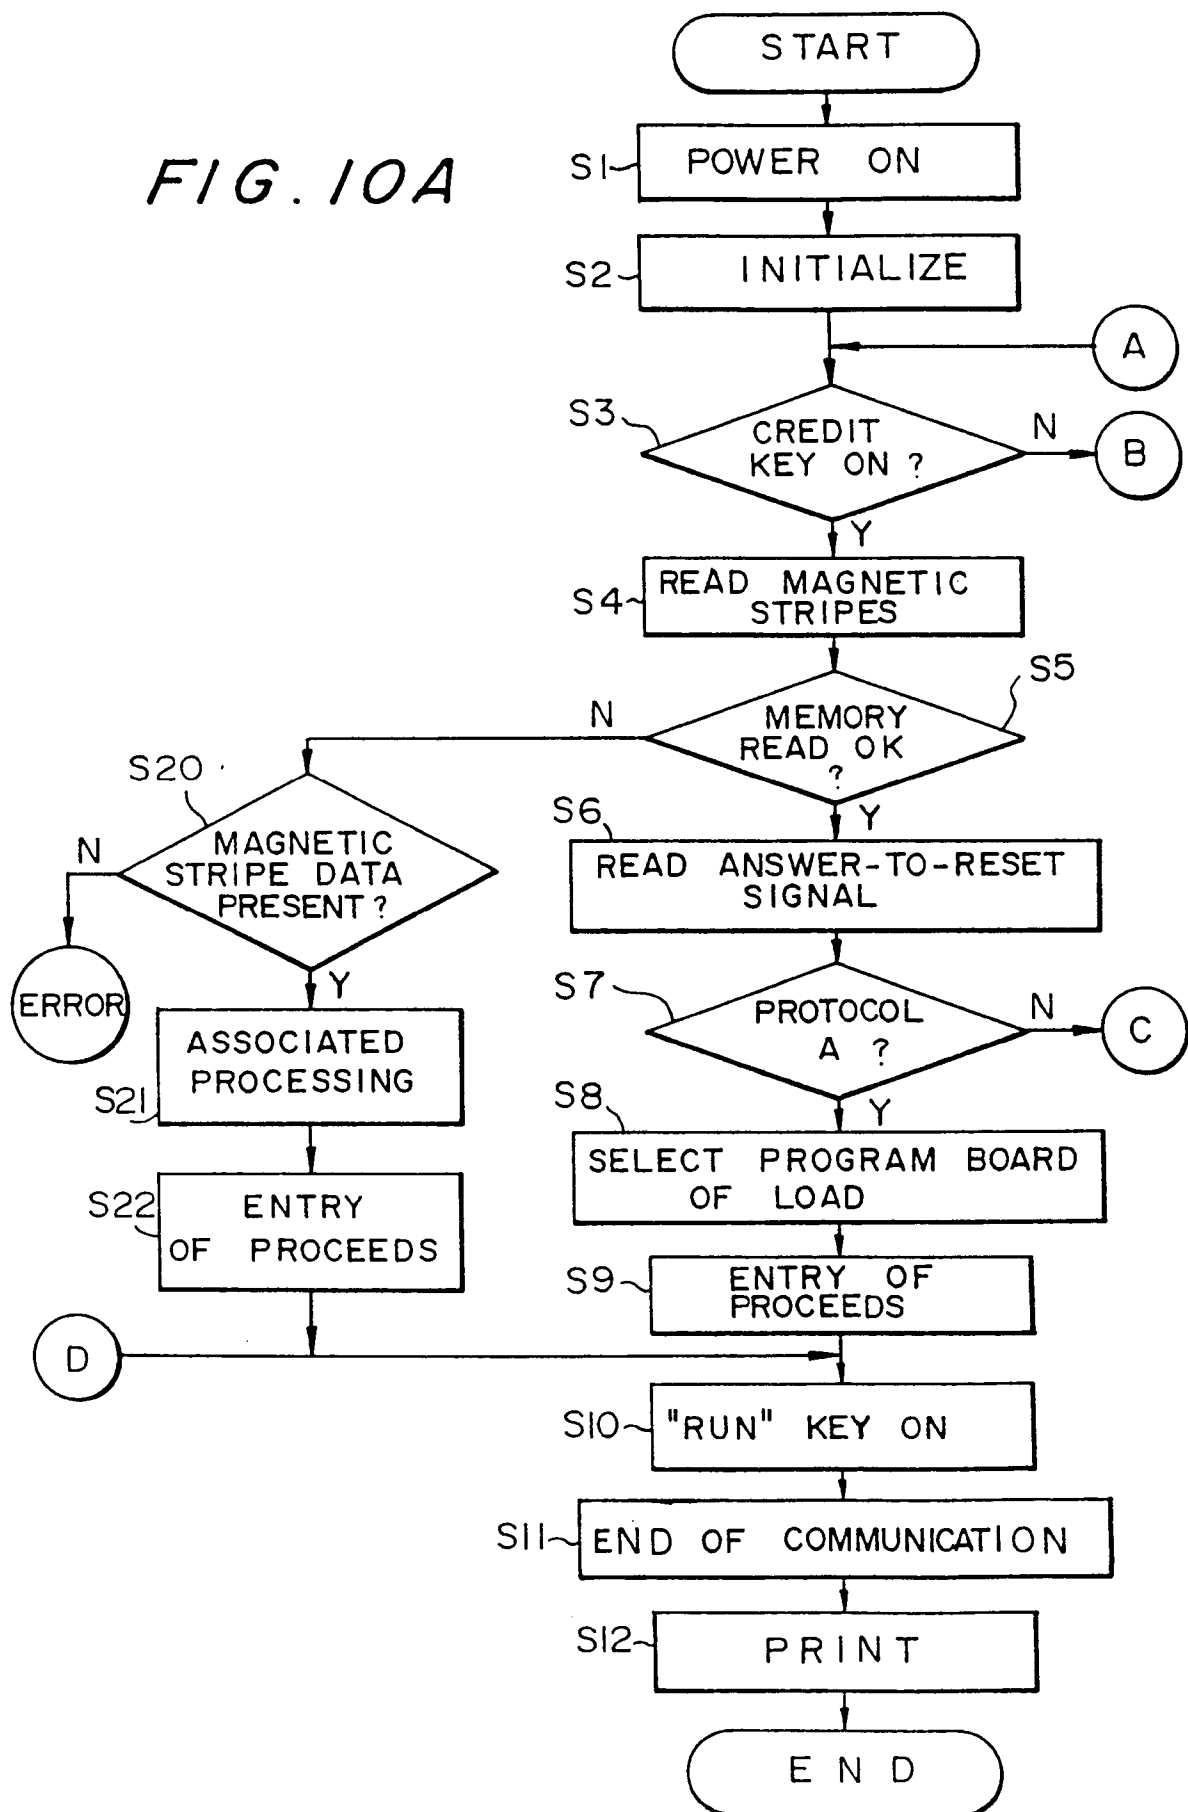 START
FIG. 10A
S1
POWER ON
S2
INITIALIZE
A
S3
CREDIT
KEY ON ?
N
B
Y
S4
READ MAGNETIC
STRIPES
S5
MEMORY
READ OK
?
N
Y
S20
MAGNETIC
STRIPE DATA
PRESENT ?
N
ERROR
Y
S6
READ ANSWER-TO-RESET
SIGNAL
S7
PROTOCOL
A ?
N
C
Y
S21
ASSOCIATED
PROCESSING
S8
SELECT PROGRAM BOARD
OF LOAD
S22
ENTRY
OF PROCEEDS
S9
ENTRY OF
PROCEEDS
D
S10
"RUN" KEY ON
S11
END OF COMMUNICATION
S12
PRINT
END